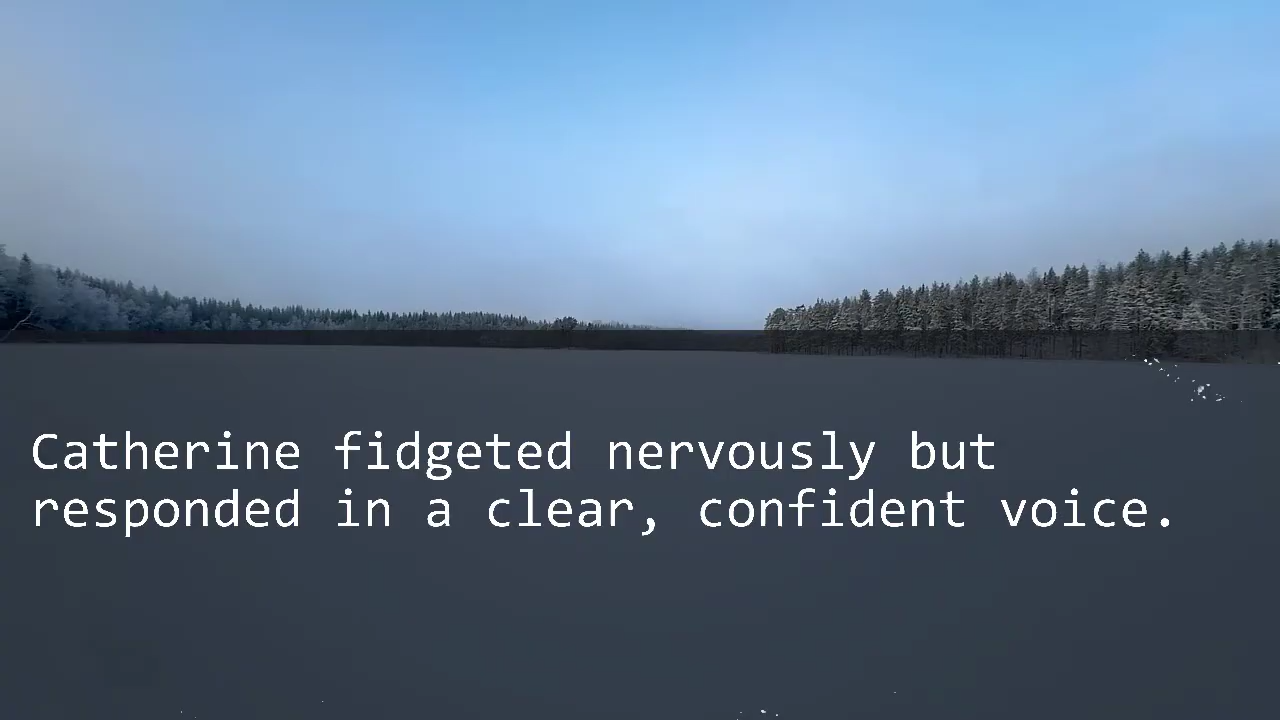 Catherine fidgeted nervously but
responded in a clear, confident voice.